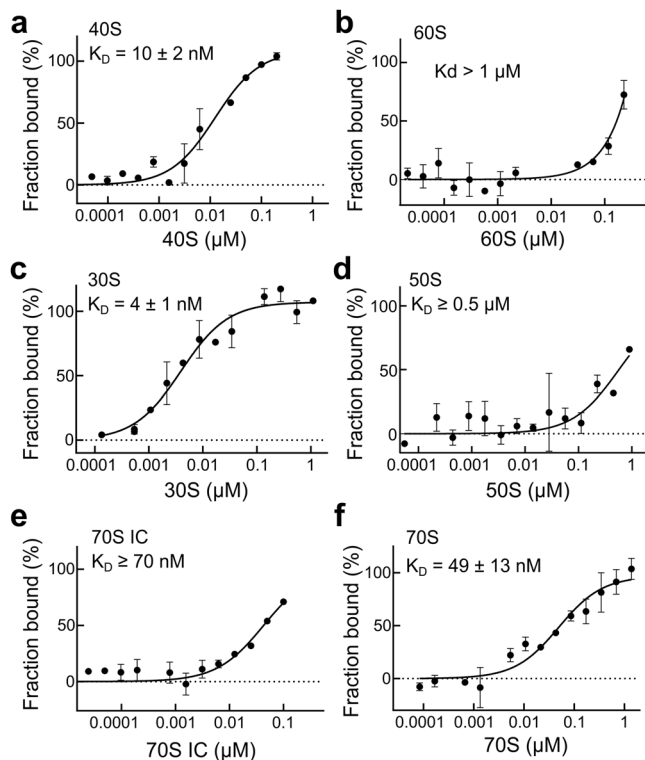 a
40S
K_D = 10 ± 2 nM
Fraction bound (%)
100
50
0
0.0001 0.001 0.01 0.1 1
40S (µM)
b
60S
Kd > 1 µM
Fraction bound (%)
100
50
0
0.0001 0.001 0.01 0.1
60S (µM)
c
30S
K_D = 4 ± 1 nM
Fraction bound (%)
100
50
0
0.0001 0.001 0.01 0.1 1
30S (µM)
d
50S
K_D ≥ 0.5 µM
Fraction bound (%)
100
50
0
0.0001 0.001 0.01 0.1 1
50S (µM)
e
70S IC
K_D ≥ 70 nM
Fraction bound (%)
100
50
0
0.0001 0.001 0.01 0.1
70S IC (µM)
f
70S
K_D = 49 ± 13 nM
Fraction bound (%)
100
50
0
0.0001 0.001 0.01 0.1 1
70S (µM)